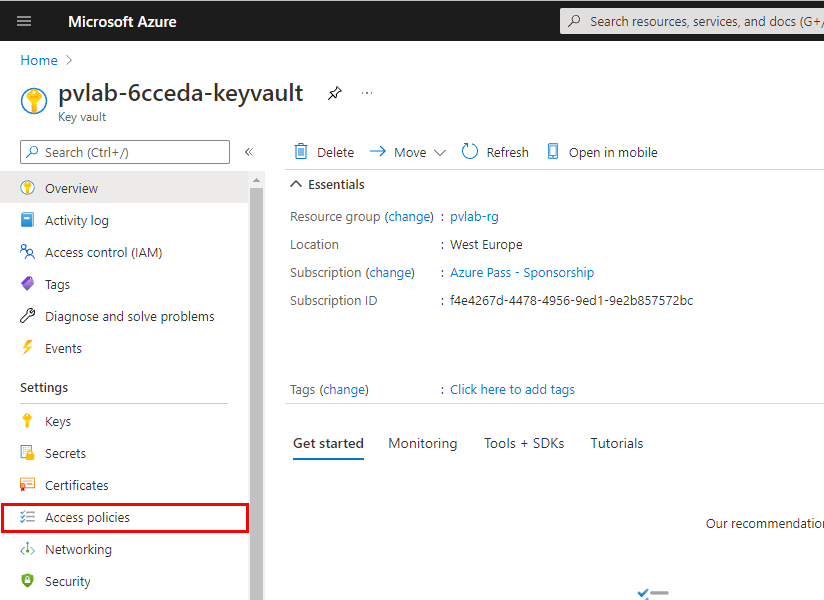 Microsoft Azure
Search resources, services, and docs (G+/
Home
pvlab-6cceda-keyvault
Key vault
Search (Ctrl+/)
Overview
Activity log
Access control (IAM)
Tags
Diagnose and solve problems
Events
Settings
Keys
Secrets
Certificates
Access policies
Networking
Security
Delete
Move
Refresh
Open in mobile
Essentials
Resource group (change) : pvlab-rg
Location : West Europe
Subscription (change) : Azure Pass - Sponsorship
Subscription ID : f4e4267d-4478-4956-9ed1-9e2b857572bc
Tags (change) : Click here to add tags
Get started Monitoring Tools + SDKs Tutorials
Our recommendation